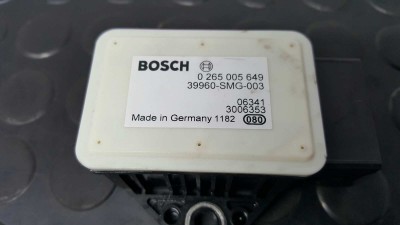 BOSCH
0 265 005 649
39960-SMG-003
06341
3006353
Made in Germany 1182 080